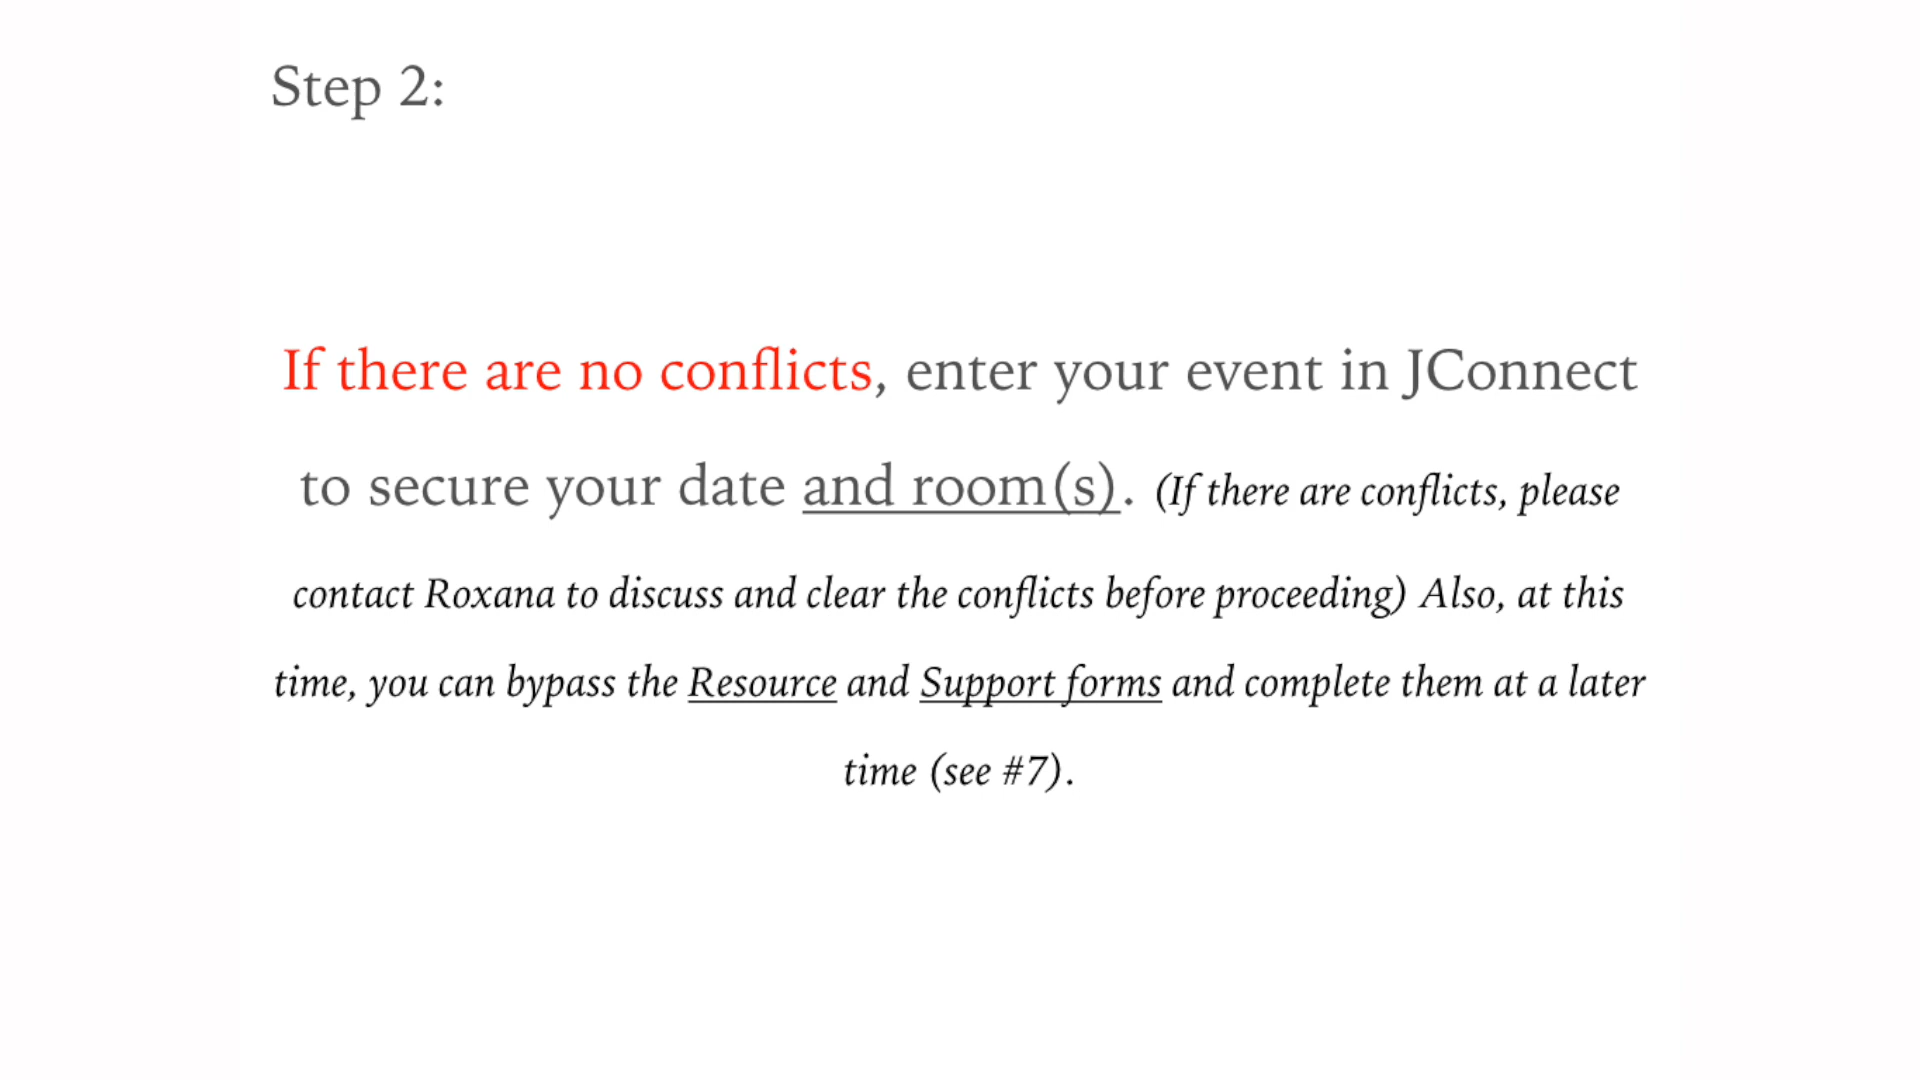 Step 2:
If there are no conflicts, enter your event in JConnect
to secure your date and room(s). (If there are conflicts, please
contact Roxana to discuss and clear the conflicts before proceeding) Also, at this
time, you can bypass the Resource and Support forms and complete them at a later
time (see #7).